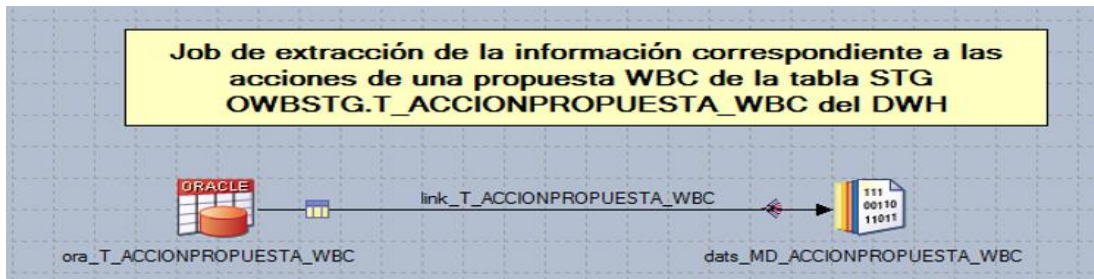 Job de extracción de la información correspondiente a las
acciones de una propuesta WBC de la tabla STG
OWBSTG.T_ACCIONPROPUESTA_WBC del DWH
ORACLE
link_T_ACCIONPROPUESTA_WBC
111
00110
11011
ora_T_ACCIONPROPUESTA_WBC
dats_MD_ACCIONPROPUESTA_WBC